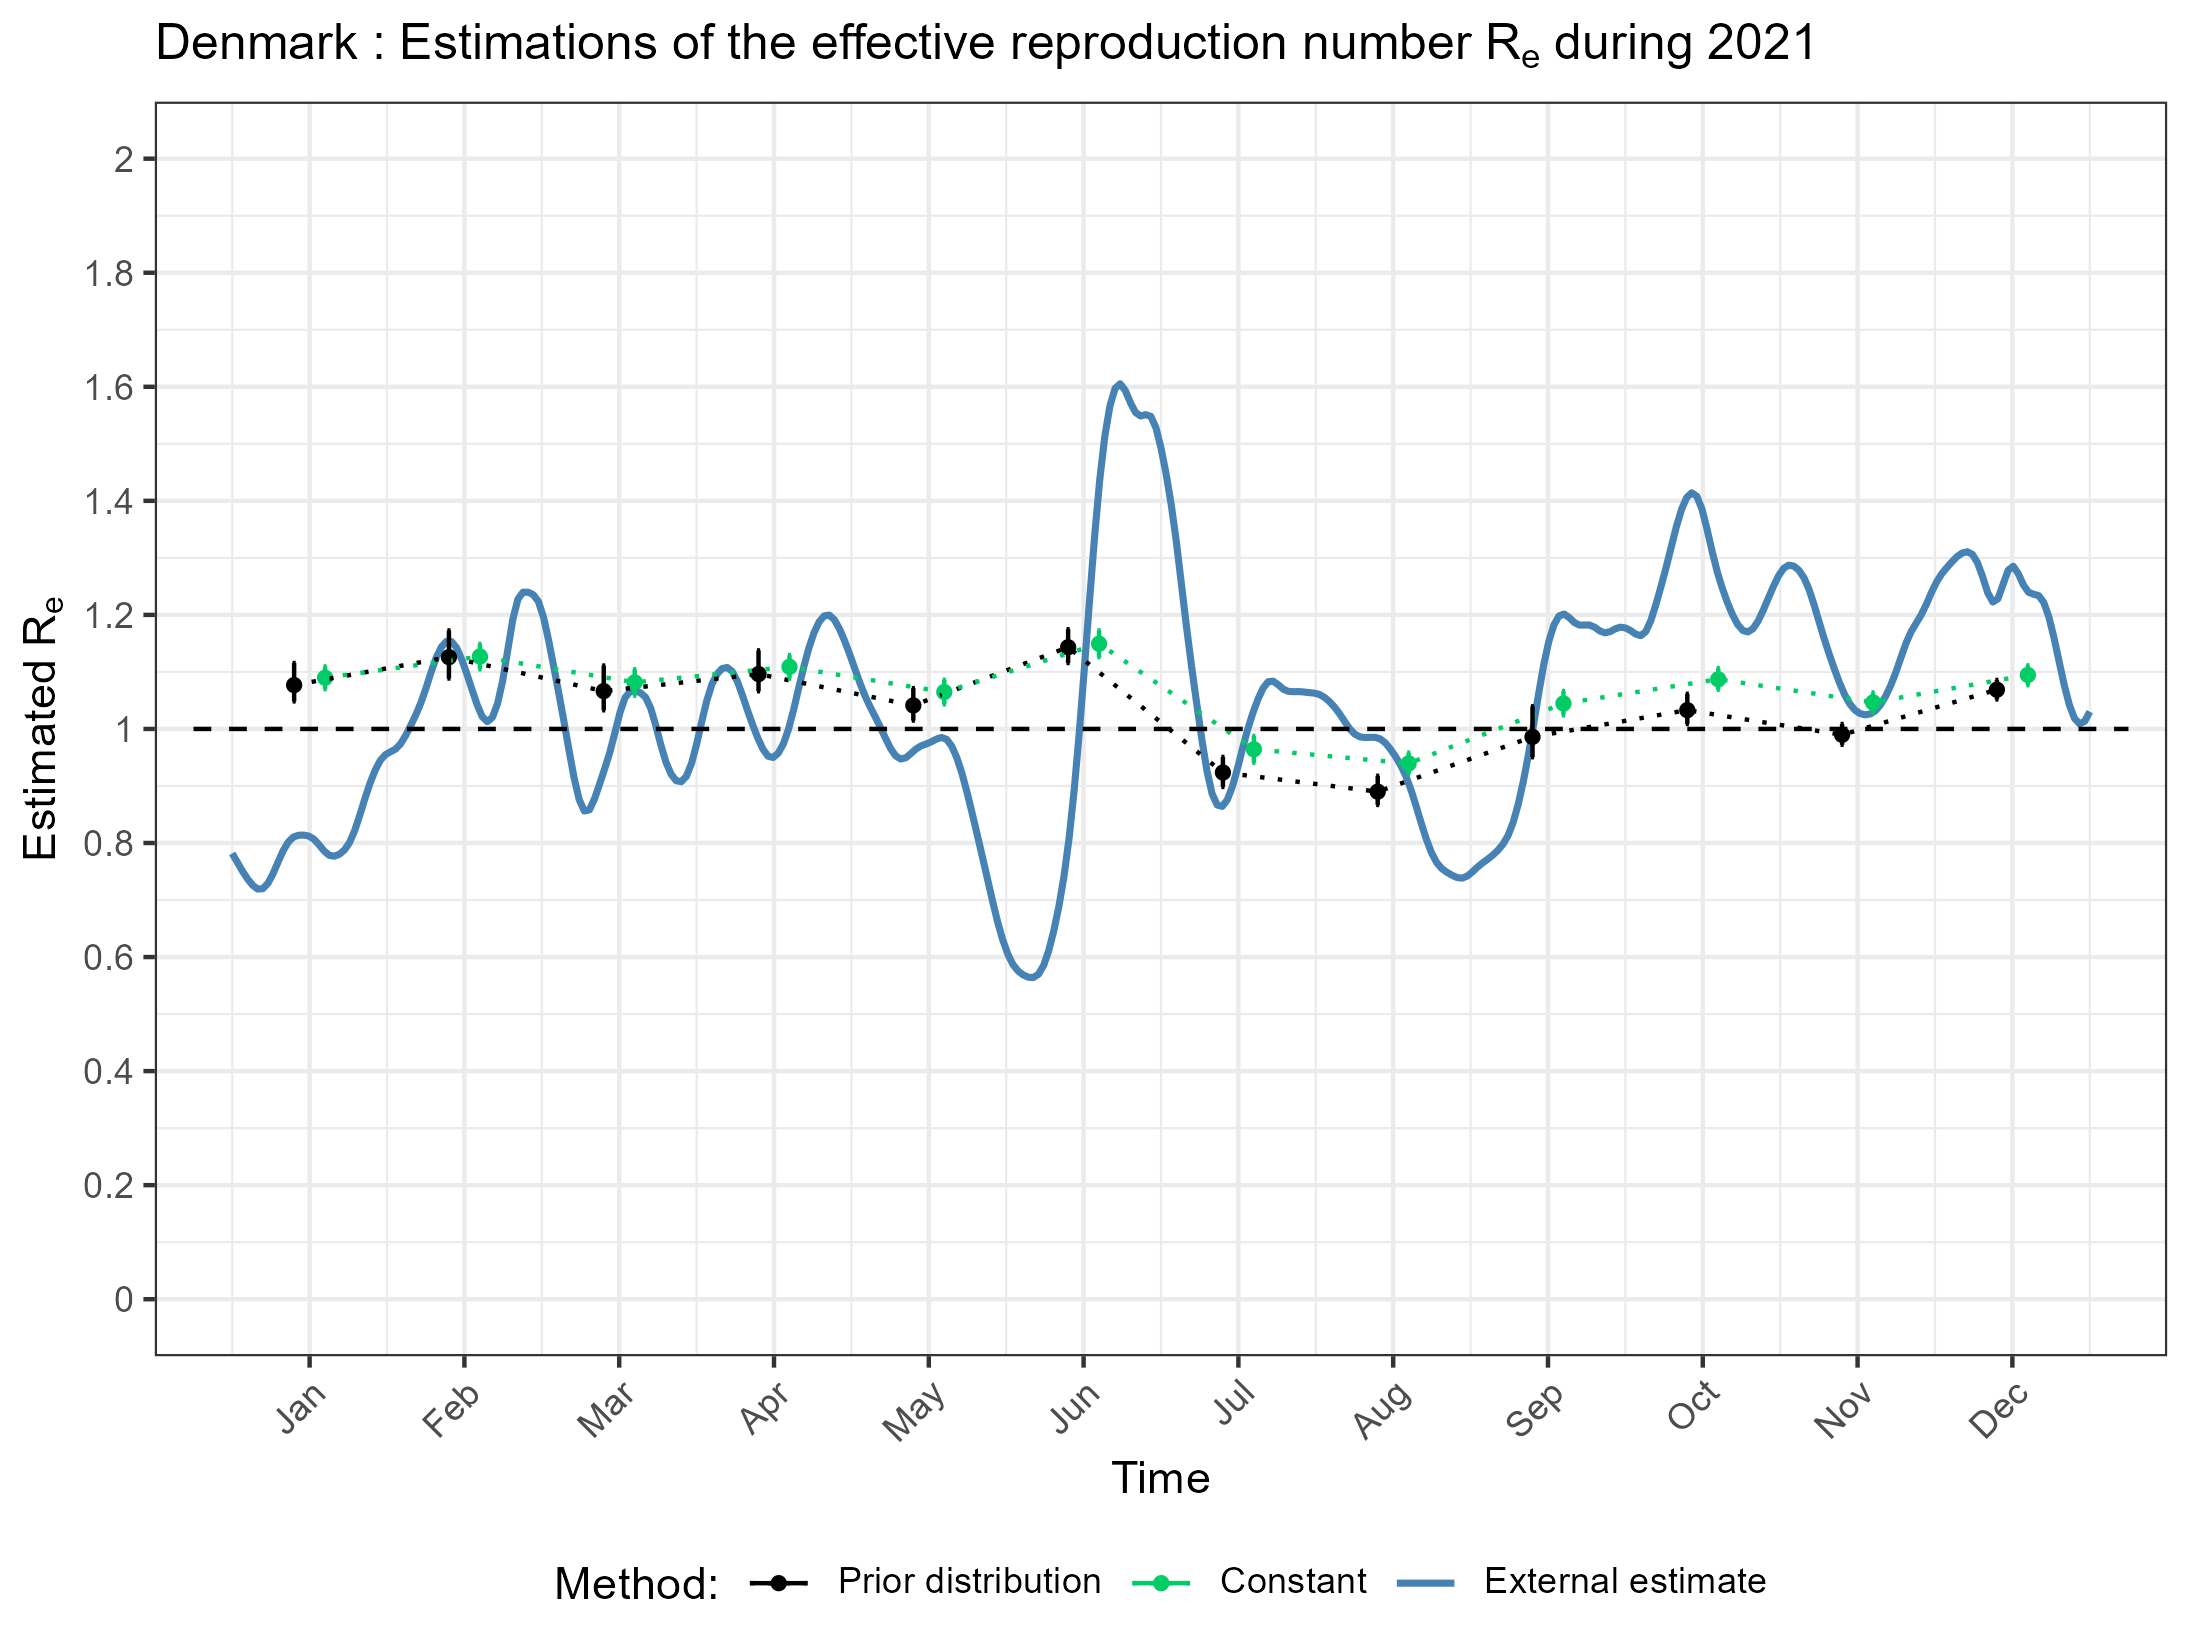 Denmark : Estimations of the effective reproduction number Re during 2021
Estimated Re
2
1.8
1.6
1.4
1.2
1
0.8
0.6
0.4
0.2
0
Jan Feb Mar Apr May Jun Jul Aug Sep Oct Nov Dec
Time
Method: Prior distribution Constant External estimate